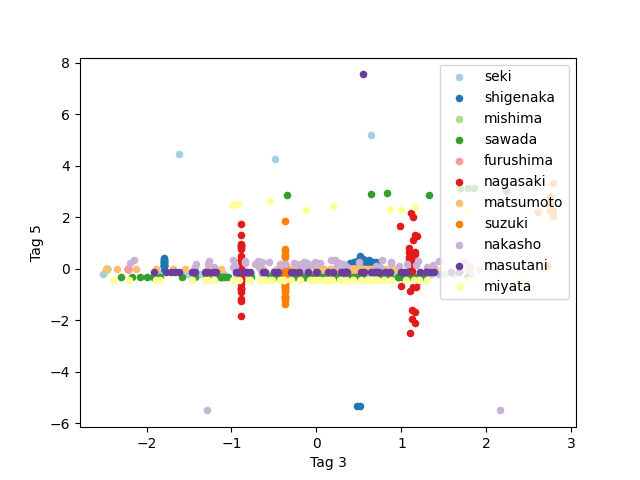 8
6
4
2
0
−2
−4
−6
Tag 5
−2
−1
0
1
2
3
Tag 3
seki
shigenaka
mishima
sawada
furushima
nagasaki
matsumoto
suzuki
nakasho
masutani
miyata